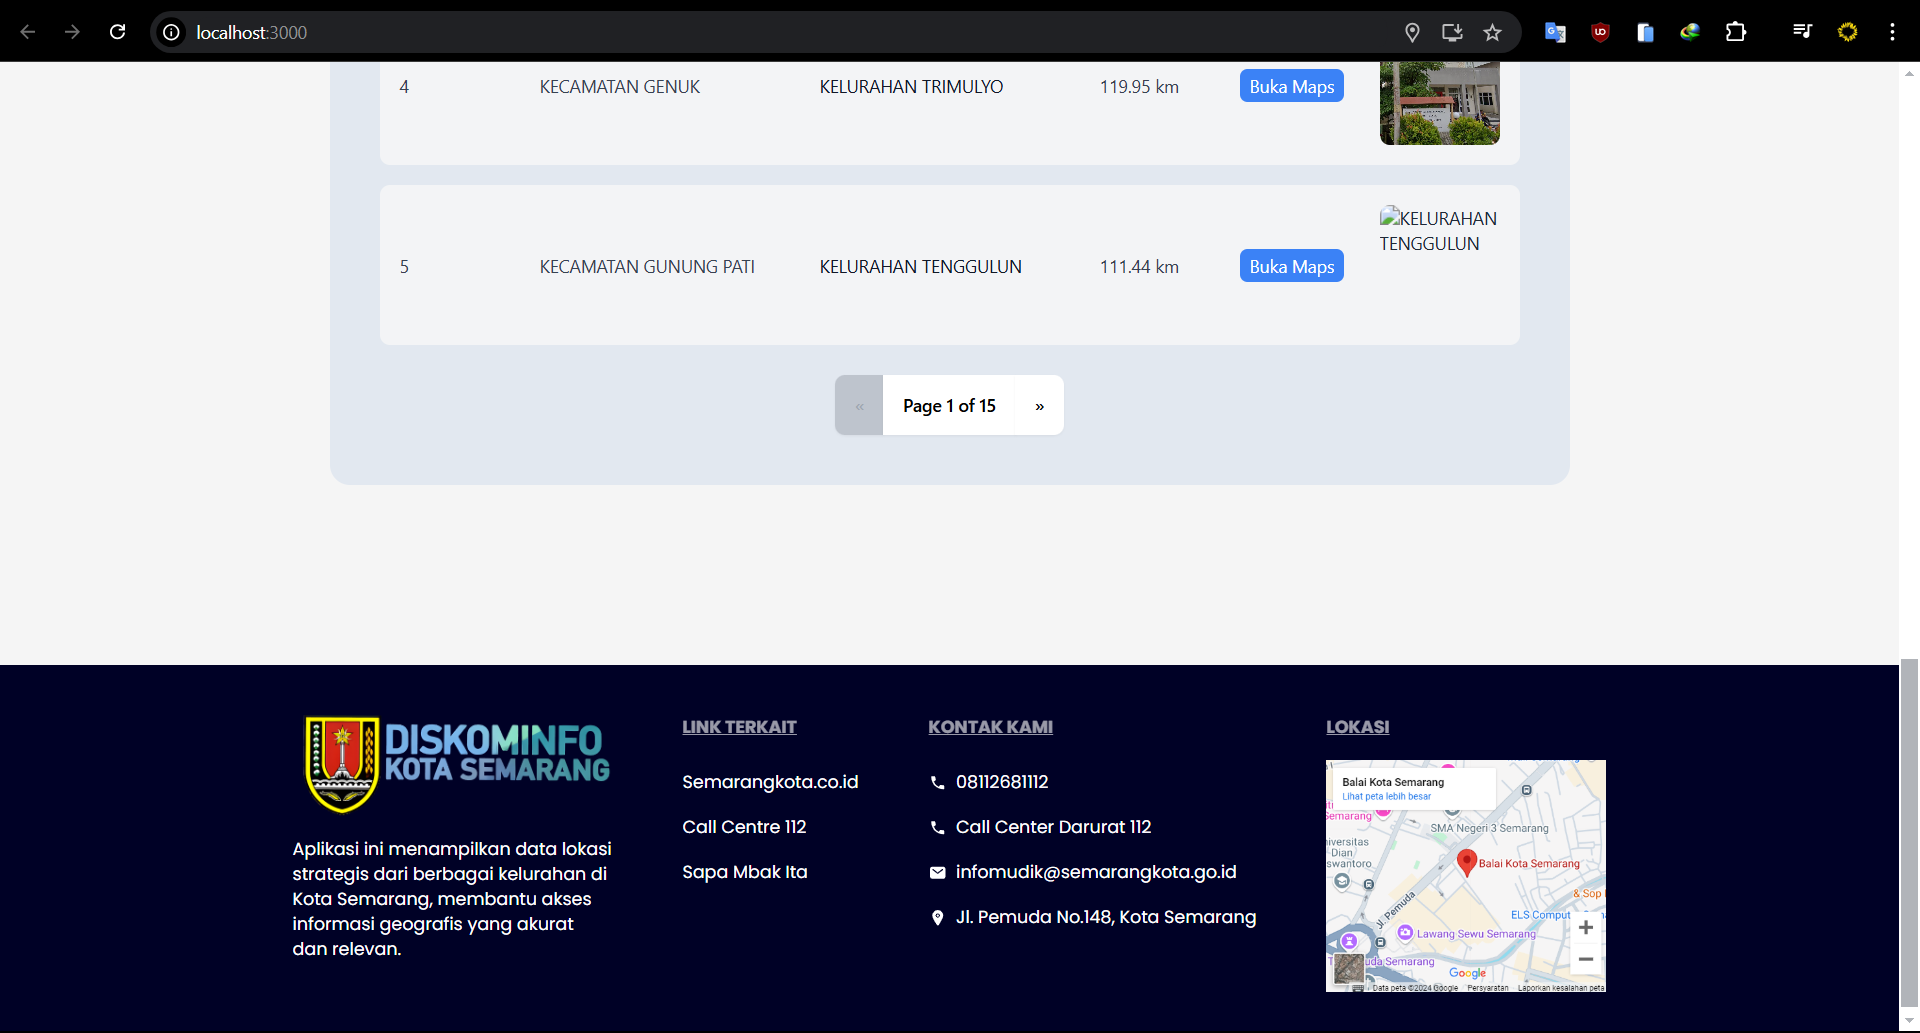 localhost:3000
4
KECAMATAN GENUK
KELURAHAN TRIMULYO
119.95 km
Buka Maps
5
KECAMATAN GUNUNG PATI
KELURAHAN TENGGULUN
111.44 km
Buka Maps
KELURAHAN
TENGGULUN
«
Page 1 of 15
»
DISKOMINFO
KOTA SEMARANG
Aplikasi ini menampilkan data lokasi
strategis dari berbagai kelurahan di
Kota Semarang, membantu akses
informasi geografis yang akurat
dan relevan.
LINK TERKAIT
Semarangkota.co.id
Call Centre 112
Sapa Mbak Ita
KONTAK KAMI
08112681112
Call Center Darurat 112
infomudik@semarangkota.go.id
Jl. Pemuda No.148, Kota Semarang
LOKASI
Balai Kota Semarang
Lihat peta lebih besar
Semarang
SMA Negeri 3 Semarang
iversitas
Dian
swantoro
Balai Kota Semarang
& Sop
Jl. Pemuda
ELS Comput
Lawang Sewu Semarang
uda Semarang
Google
Data peta ©2024 Google
Persyaratan
Laporkan kesalahan peta